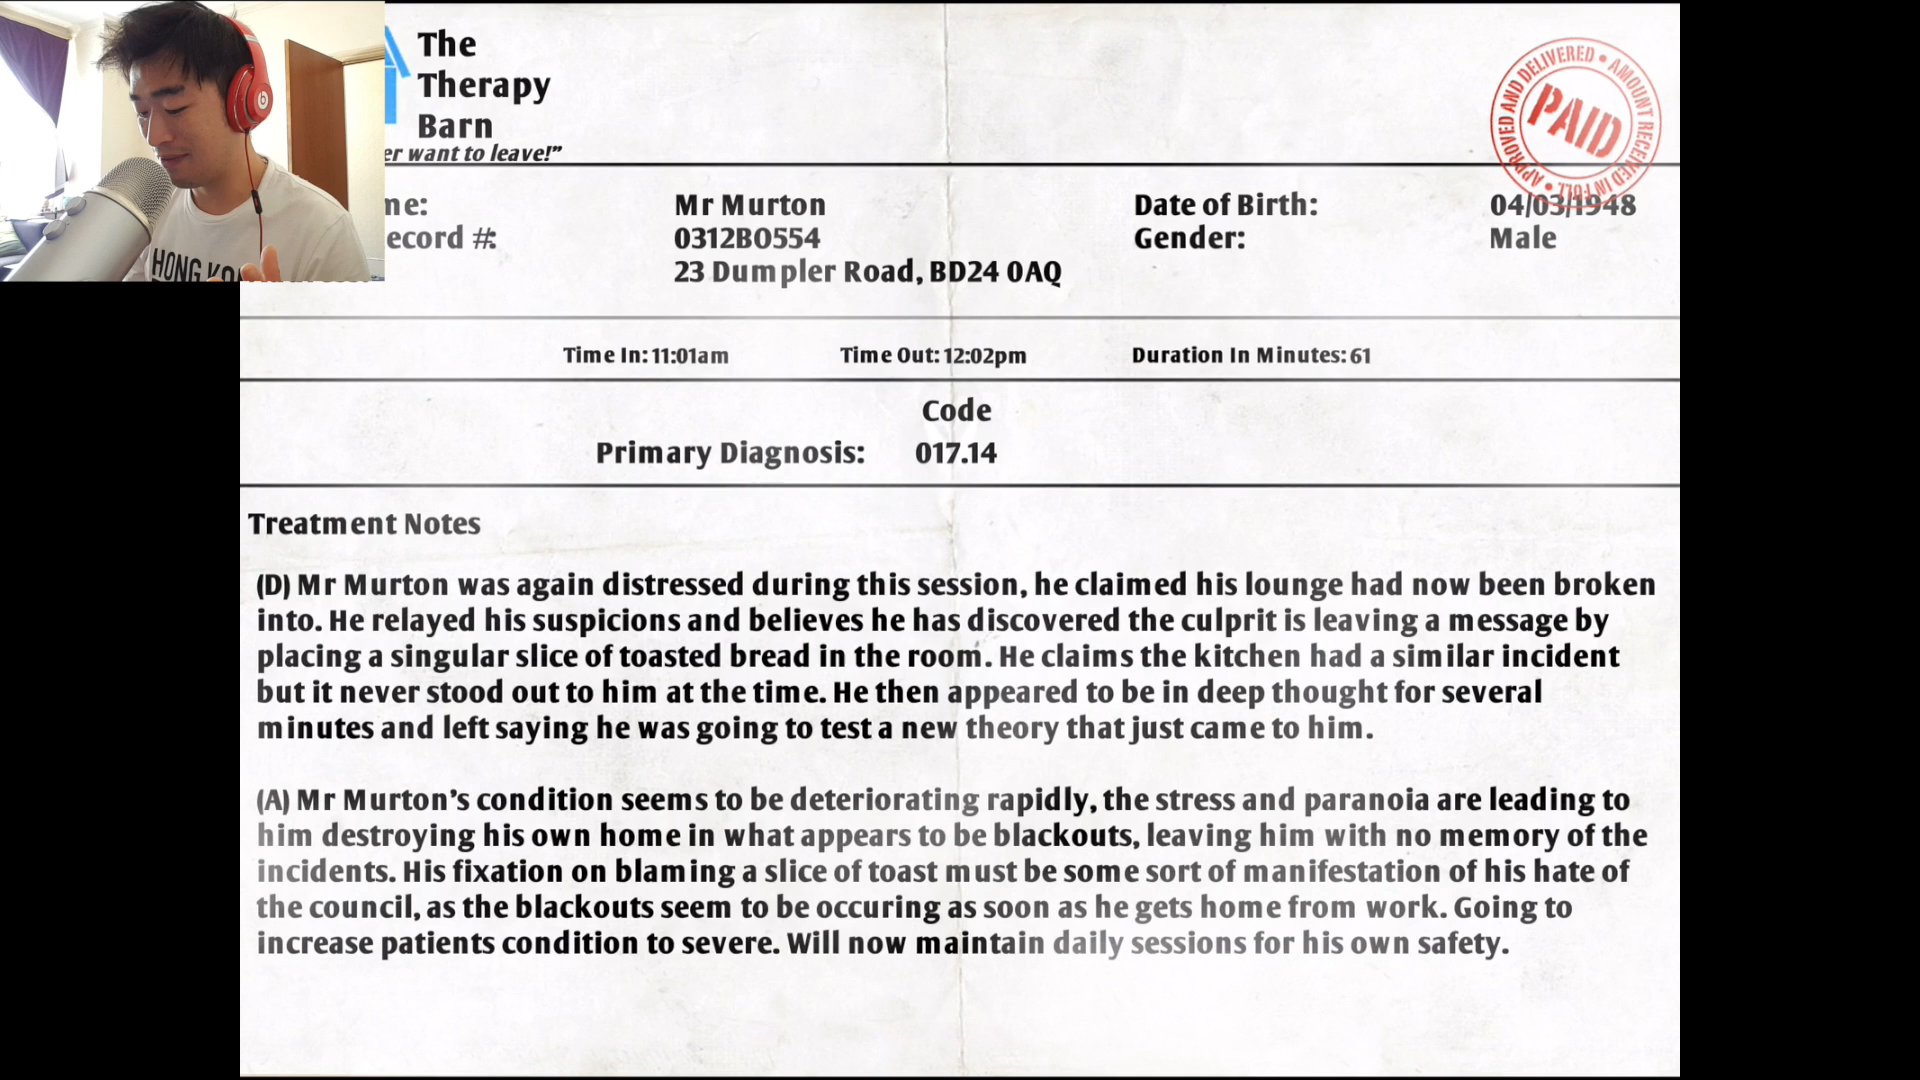 The
Therapy
Barn
er want to leave!”
APPROVED AND DELIVERED • AMOUNT RECEIVED IN FULL •
PAID
me: Mr Murton Date of Birth: 04/03/1948
ecord #: 0312BO554 Gender: Male
23 Dumpler Road, BD24 0AQ
HONG KO
Time In: 11:01am Time Out: 12:02pm Duration In Minutes: 61
Code
Primary Diagnosis: 017.14
Treatment Notes
(D) Mr Murton was again distressed during this session, he claimed his lounge had now been broken
into. He relayed his suspicions and believes he has discovered the culprit is leaving a message by
placing a singular slice of toasted bread in the room. He claims the kitchen had a similar incident
but it never stood out to him at the time. He then appeared to be in deep thought for several
minutes and left saying he was going to test a new theory that just came to him.
(A) Mr Murton’s condition seems to be deteriorating rapidly, the stress and paranoia are leading to
him destroying his own home in what appears to be blackouts, leaving him with no memory of the
incidents. His fixation on blaming a slice of toast must be some sort of manifestation of his hate of
the council, as the blackouts seem to be occuring as soon as he gets home from work. Going to
increase patients condition to severe. Will now maintain daily sessions for his own safety.